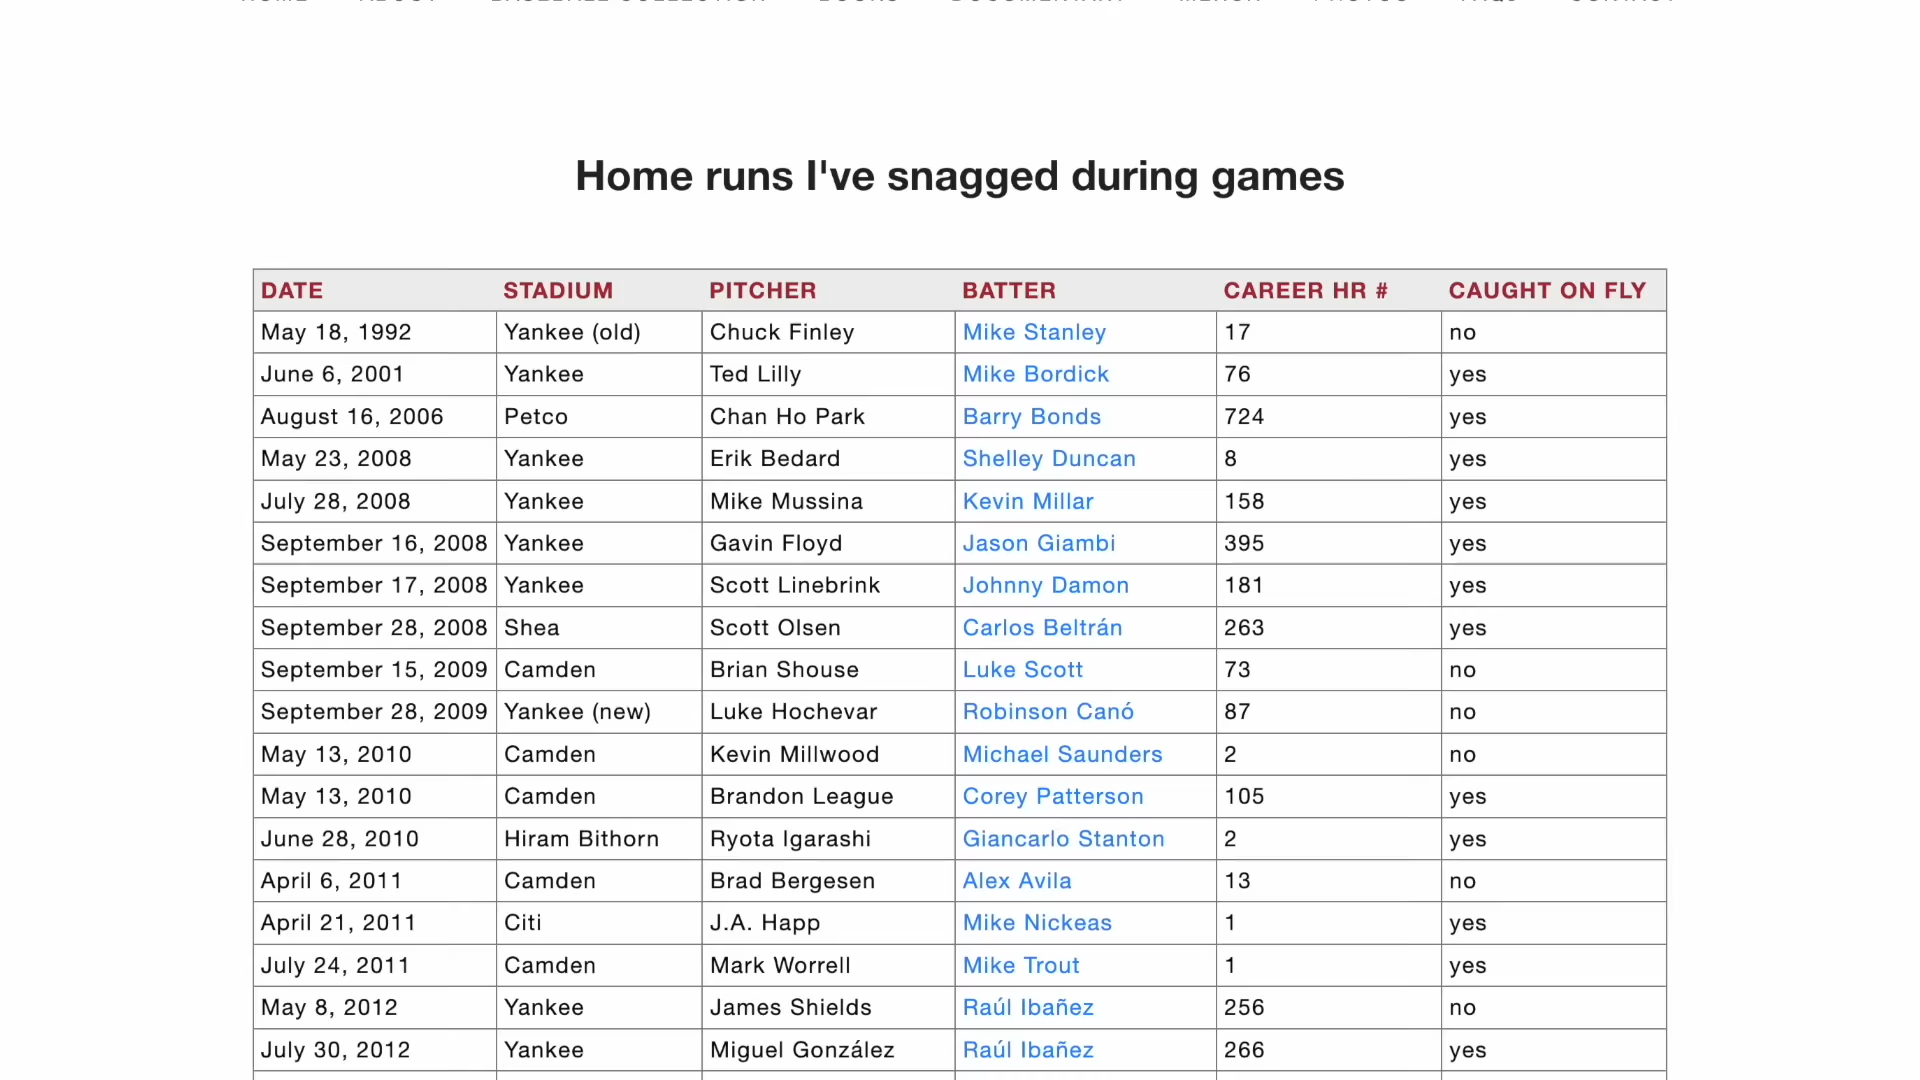 HOME ABOUT BASEBALL COLLECTION BOOKS DOCUMENTARY MERCH PHOTOS FAQs CONTACT
Home runs I've snagged during games
DATE STADIUM PITCHER BATTER CAREER HR # CAUGHT ON FLY
May 18, 1992 Yankee (old) Chuck Finley Mike Stanley 17 no
June 6, 2001 Yankee Ted Lilly Mike Bordick 76 yes
August 16, 2006 Petco Chan Ho Park Barry Bonds 724 yes
May 23, 2008 Yankee Erik Bedard Shelley Duncan 8 yes
July 28, 2008 Yankee Mike Mussina Kevin Millar 158 yes
September 16, 2008 Yankee Gavin Floyd Jason Giambi 395 yes
September 17, 2008 Yankee Scott Linebrink Johnny Damon 181 yes
September 28, 2008 Shea Scott Olsen Carlos Beltrán 263 yes
September 15, 2009 Camden Brian Shouse Luke Scott 73 no
September 28, 2009 Yankee (new) Luke Hochevar Robinson Canó 87 no
May 13, 2010 Camden Kevin Millwood Michael Saunders 2 no
May 13, 2010 Camden Brandon League Corey Patterson 105 yes
June 28, 2010 Hiram Bithorn Ryota Igarashi Giancarlo Stanton 2 yes
April 6, 2011 Camden Brad Bergesen Alex Avila 13 no
April 21, 2011 Citi J.A. Happ Mike Nickeas 1 yes
July 24, 2011 Camden Mark Worrell Mike Trout 1 yes
May 8, 2012 Yankee James Shields Raúl Ibañez 256 no
July 30, 2012 Yankee Miguel González Raúl Ibañez 266 yes